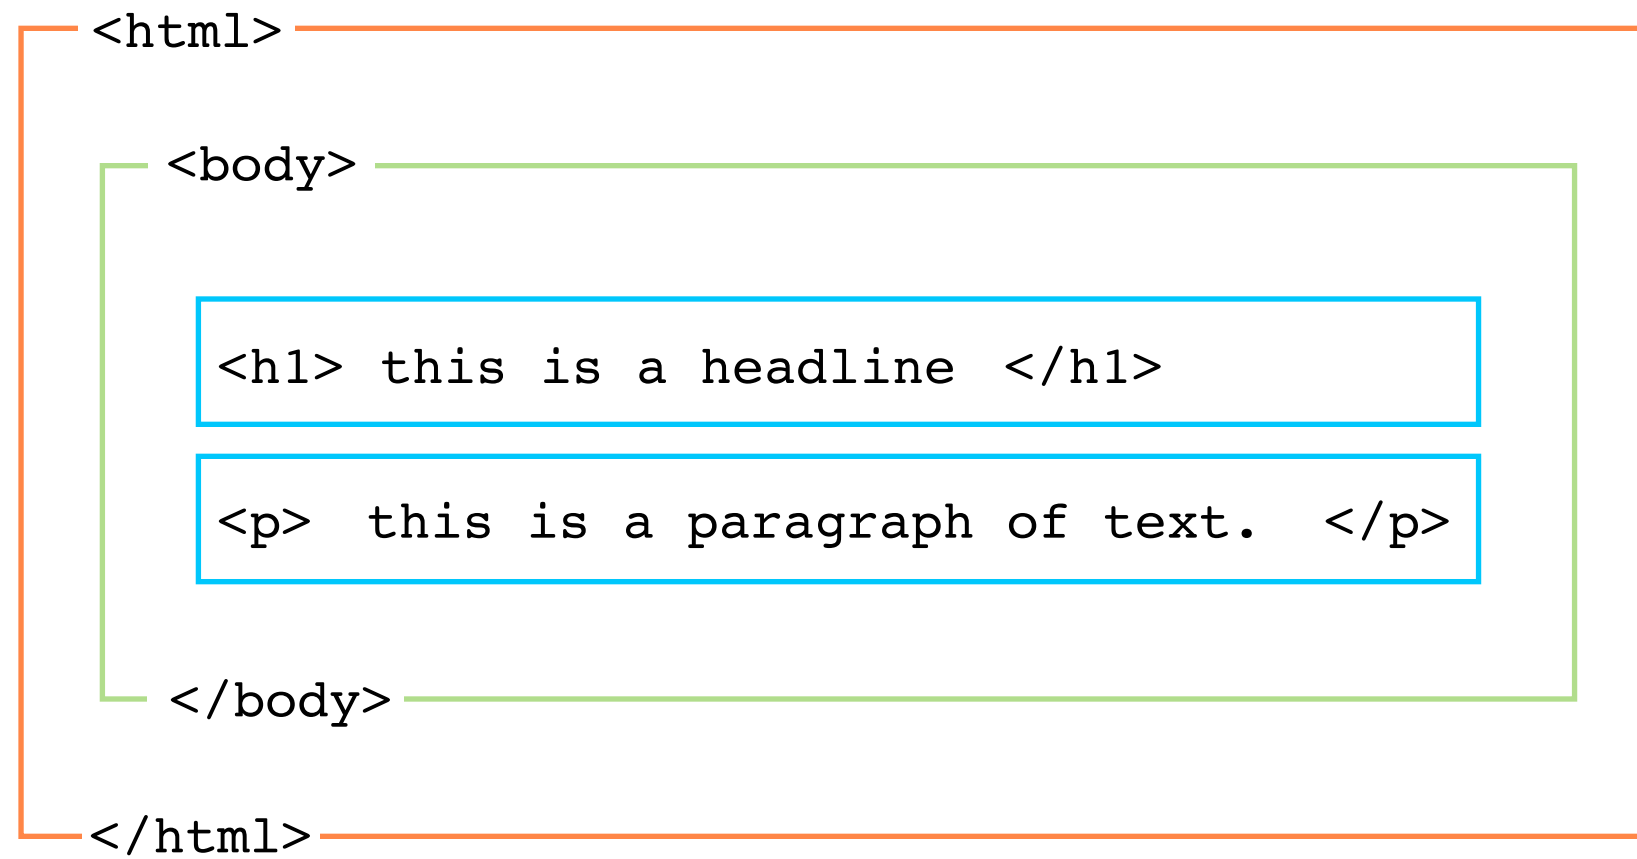 <html>
<body>
<h1> this is a headline </h1>
<p> this is a paragraph of text. </p>
</body>
</html>